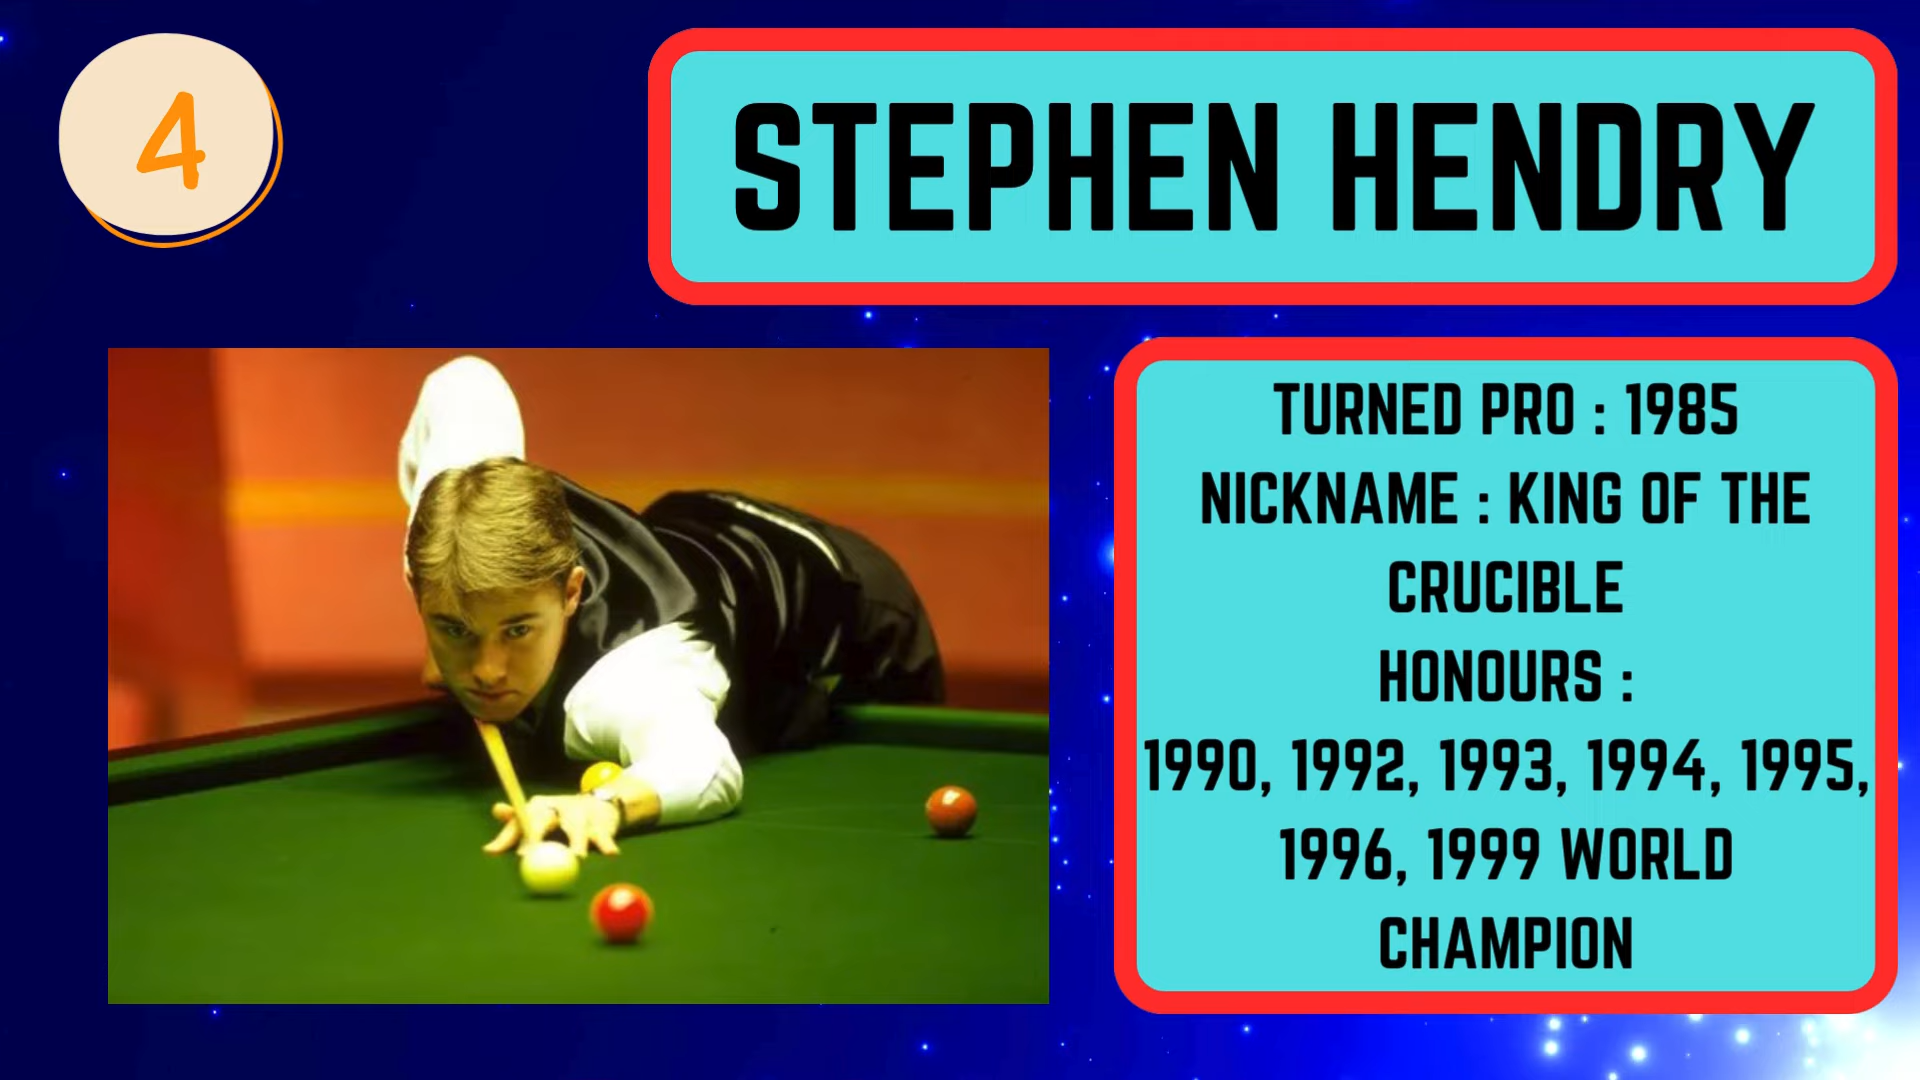 4
STEPHEN HENDRY
TURNED PRO : 1985
NICKNAME : KING OF THE
CRUCIBLE
HONOURS :
1990, 1992, 1993, 1994, 1995,
1996, 1999 WORLD
CHAMPION